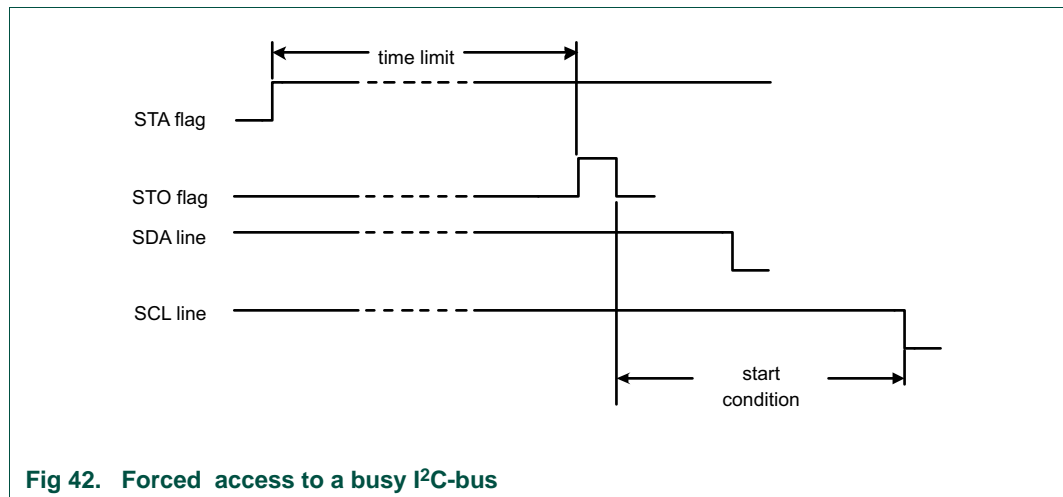 time limit
STA flag
STO flag
SDA line
SCL line
start
condition
Fig 42. Forced access to a busy I²C-bus